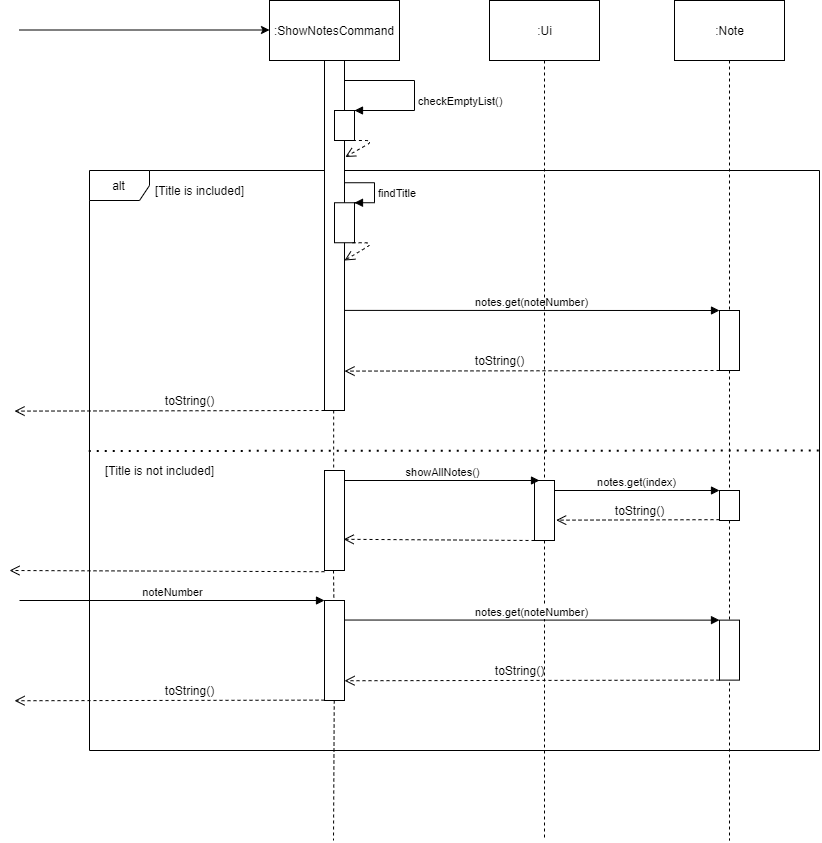 :ShowNotesCommand
:Ui
:Note
checkEmptyList()
alt
[Title is included]
findTitle
notes.get(noteNumber)
toString()
toString()
[Title is not included]
showAllNotes()
notes.get(index)
toString()
noteNumber
notes.get(noteNumber)
toString()
toString()